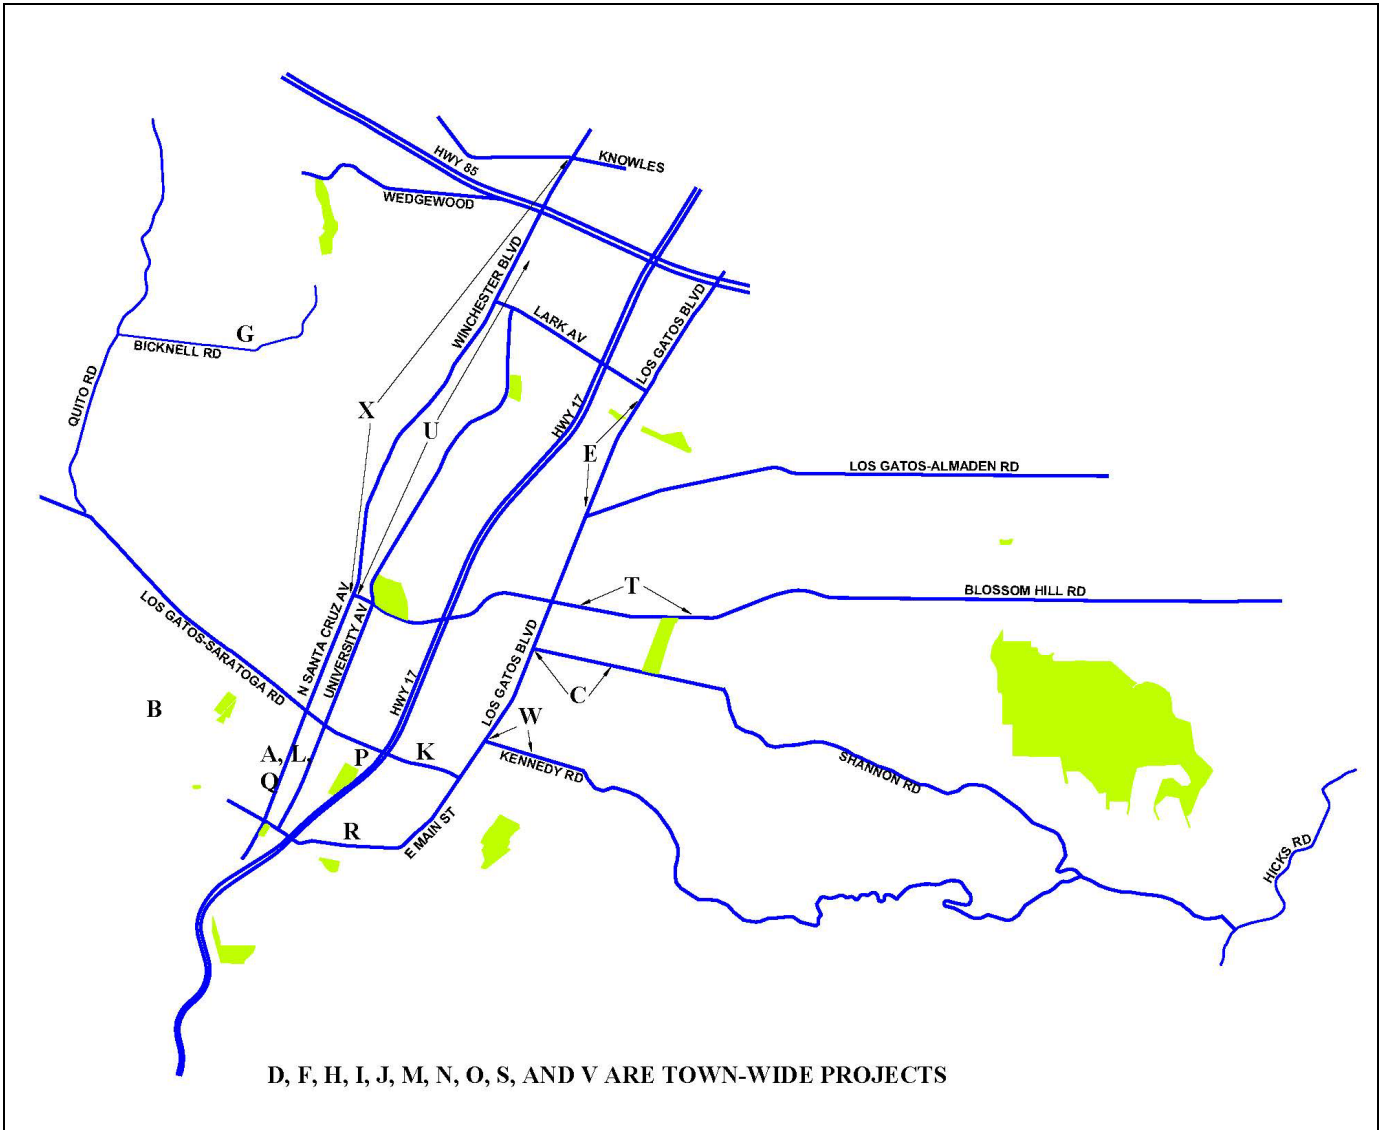 KNOWLES
HWY 85
WEDGEWOOD
WINCHESTER BLVD
LOS GATOS BLVD
LARK AV
G
BICKNELL RD
QUITO RD
X
U
HWY 17
E
LOS GATOS-ALMADEN RD
T
BLOSSOM HILL RD
LOS GATOS-SARATOGA RD
N SANTA CRUZ AV
UNIVERSITY AV
HWY 17
LOS GATOS BLVD
C
B
W
A, L,
Q
P
K
KENNEDY RD
SHANNON RD
R
E MAIN ST
HICKS RD
D, F, H, I, J, M, N, O, S, AND V ARE TOWN-WIDE PROJECTS